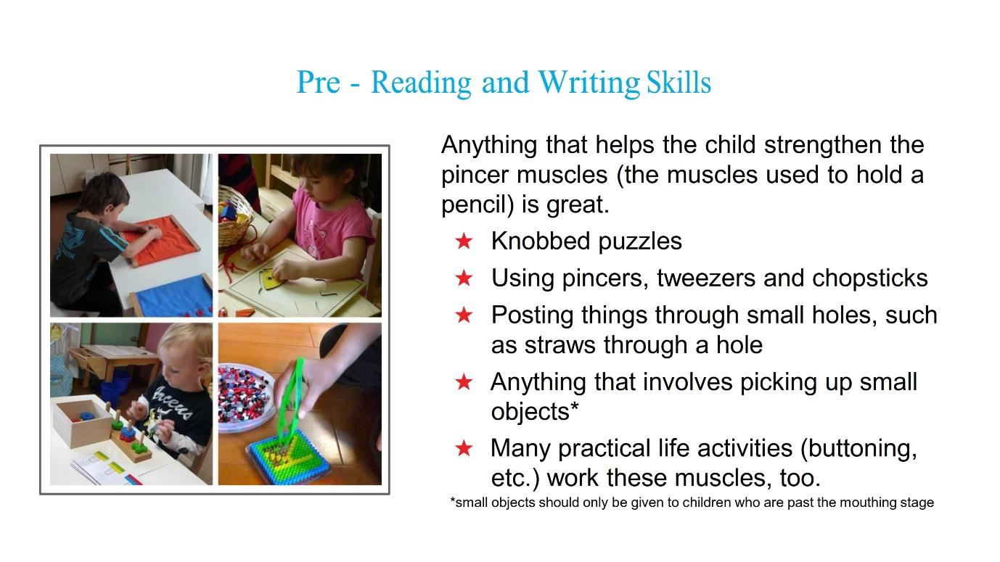 Pre - Reading and Writing Skills
Anything that helps the child strengthen the
pincer muscles (the muscles used to hold a
pencil) is great.
★ Knobbed puzzles
★ Using pincers, tweezers and chopsticks
★ Posting things through small holes, such
as straws through a hole
★ Anything that involves picking up small
objects*
★ Many practical life activities (buttoning,
etc.) work these muscles, too.
*small objects should only be given to children who are past the mouthing stage